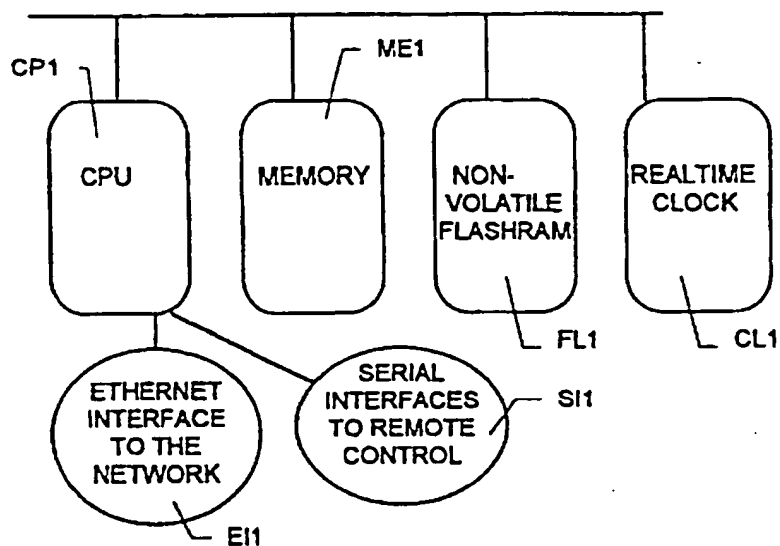 CP1
ME1
CPU
MEMORY
NON-
VOLATILE
FLASHRAM
REALTIME
CLOCK
FL1
CL1
ETHERNET
INTERFACE
TO THE
NETWORK
SERIAL
INTERFACES
TO REMOTE
CONTROL
SI1
EI1